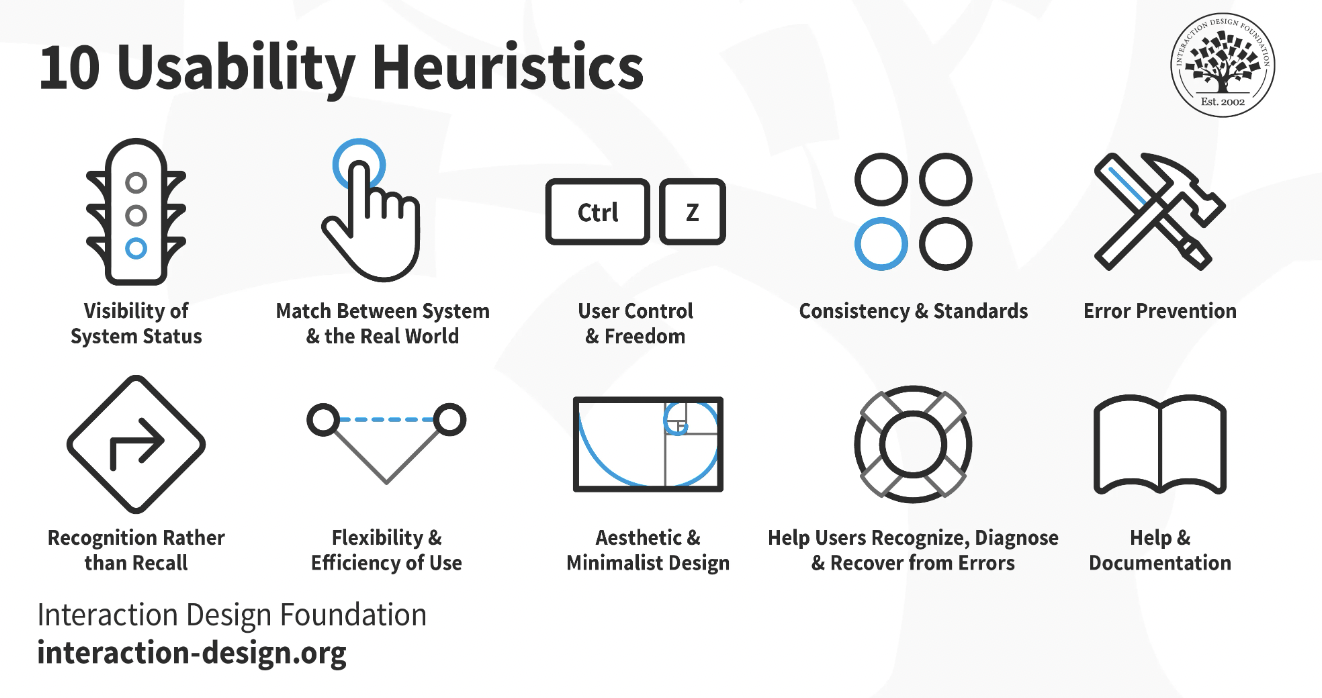 10 Usability Heuristics
INTERACTION DESIGN FOUNDATION
Est. 2002
Ctrl
Z
Visibility of
System Status
Match Between System
& the Real World
User Control
& Freedom
Consistency & Standards
Error Prevention
Recognition Rather
than Recall
Flexibility &
Efficiency of Use
Aesthetic &
Minimalist Design
Help Users Recognize, Diagnose
& Recover from Errors
Help &
Documentation
Interaction Design Foundation
interaction-design.org